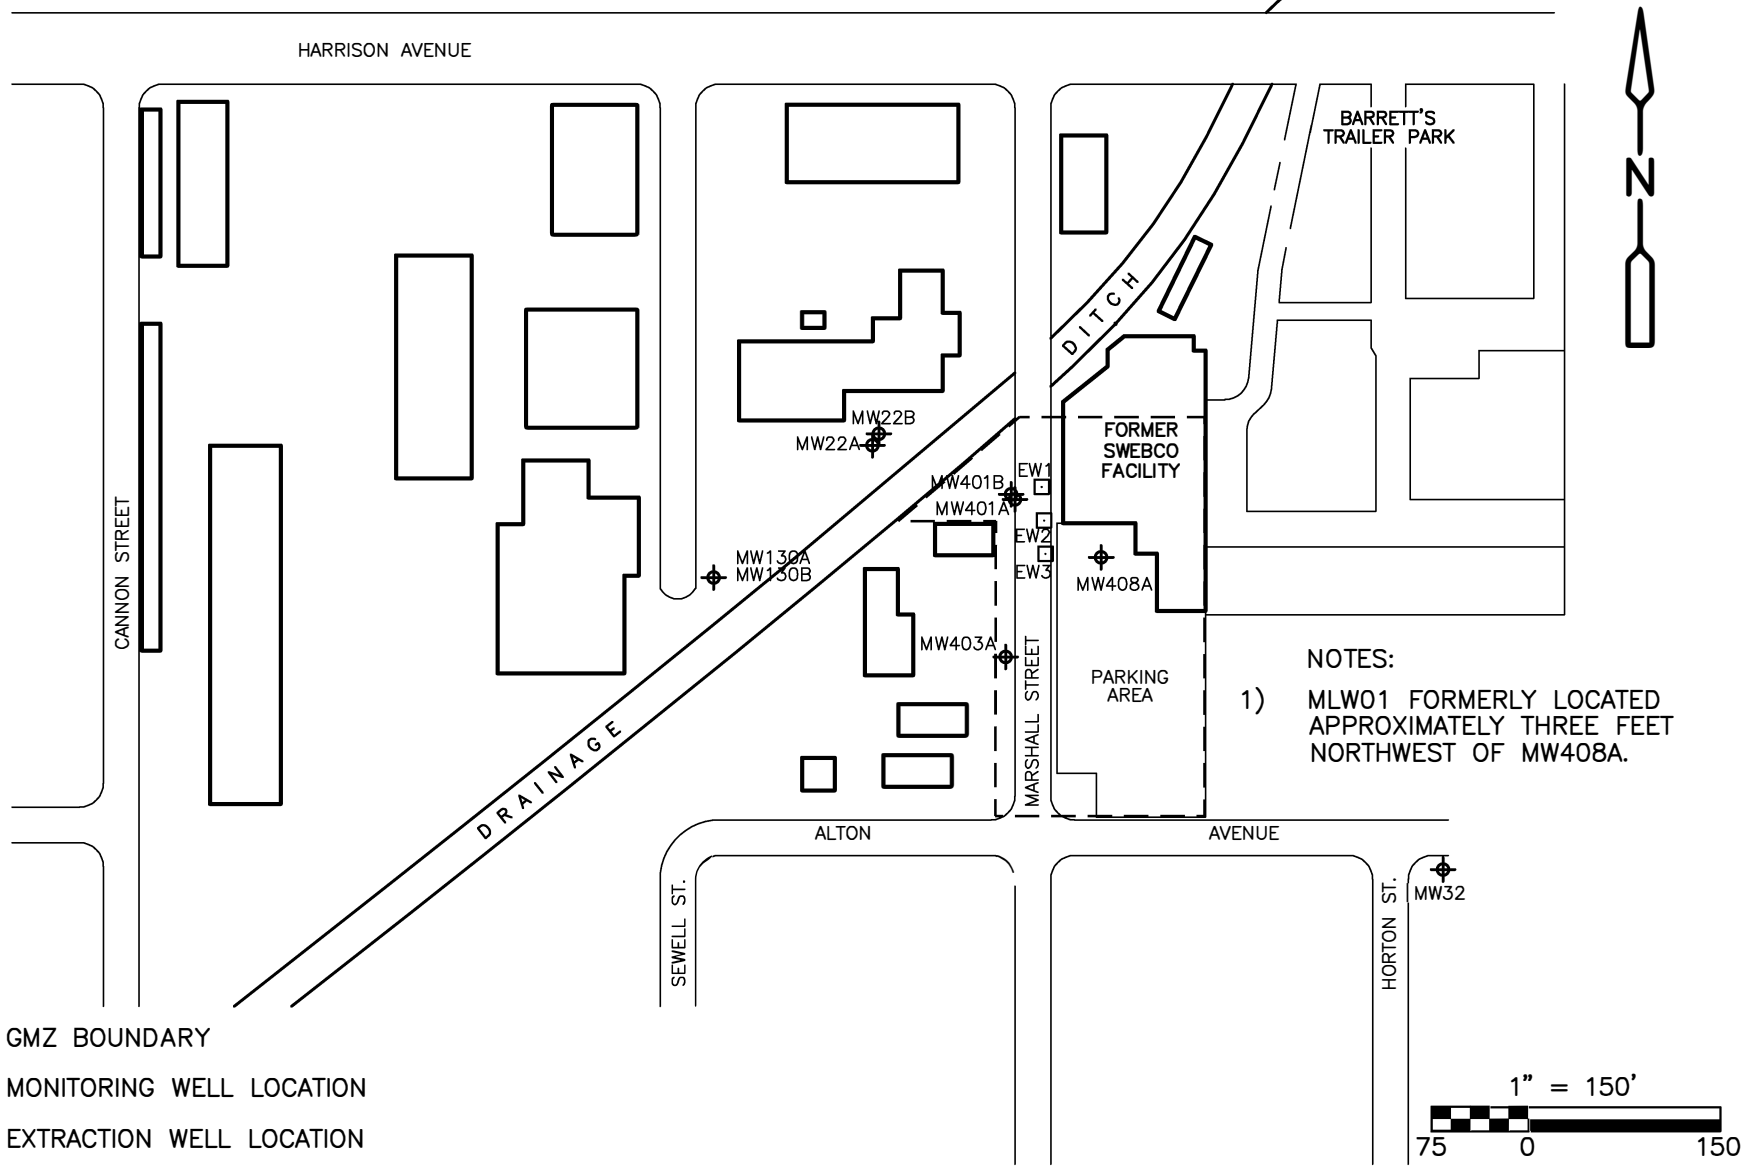 HARRISON AVENUE
BARRETT'S
TRAILER PARK
N
DITCH
MW22B
MW22A
FORMER
SWEBCO
FACILITY
EW1
MW401B
MW401A
EW2
EW3
MW130A
MW130B
MW408A
CANNON STREET
MW403A
MARSHALL STREET
PARKING
AREA
NOTES:
1) MLW01 FORMERLY LOCATED
APPROXIMATELY THREE FEET
NORTHWEST OF MW408A.
DRAINAGE
ALTON AVENUE
SEWELL ST.
HORTON ST.
MW32
GMZ BOUNDARY
MONITORING WELL LOCATION
EXTRACTION WELL LOCATION
1" = 150'
75 0 150